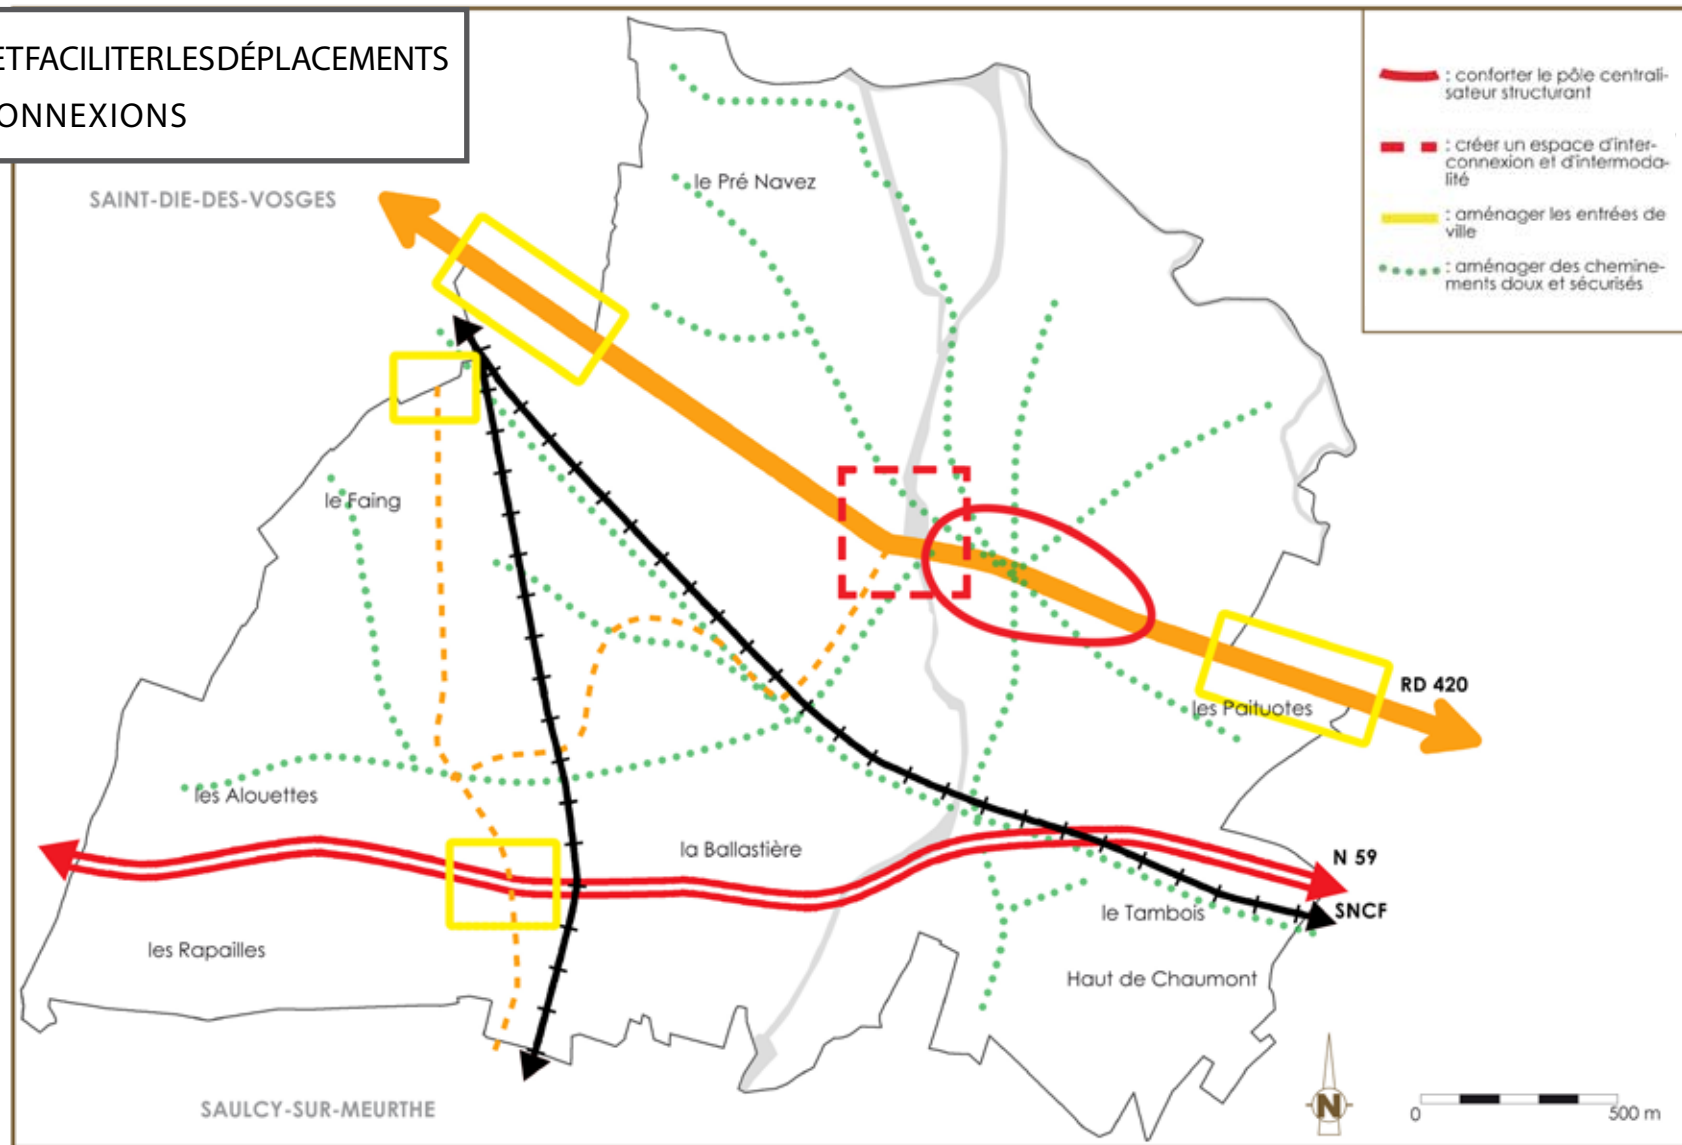 ETFACILITERLESDÉPLACEMENTS
ONNEXIONS
: conforter le pôle centrali-
sateur structurant
: créer un espace d'inter-
connexion et d'intermoda-
lité
: aménager les entrées de
ville
: aménager des chemine-
ments doux et sécurisés
SAINT-DIE-DES-VOSGES
le Pré Navez
le Faing
RD 420
les Paituotes
les Alouettes
la Ballastière
N 59
SNCF
le Tambois
les Rapailles
Haut de Chaumont
SAULCY-SUR-MEURTHE
N
0
500 m